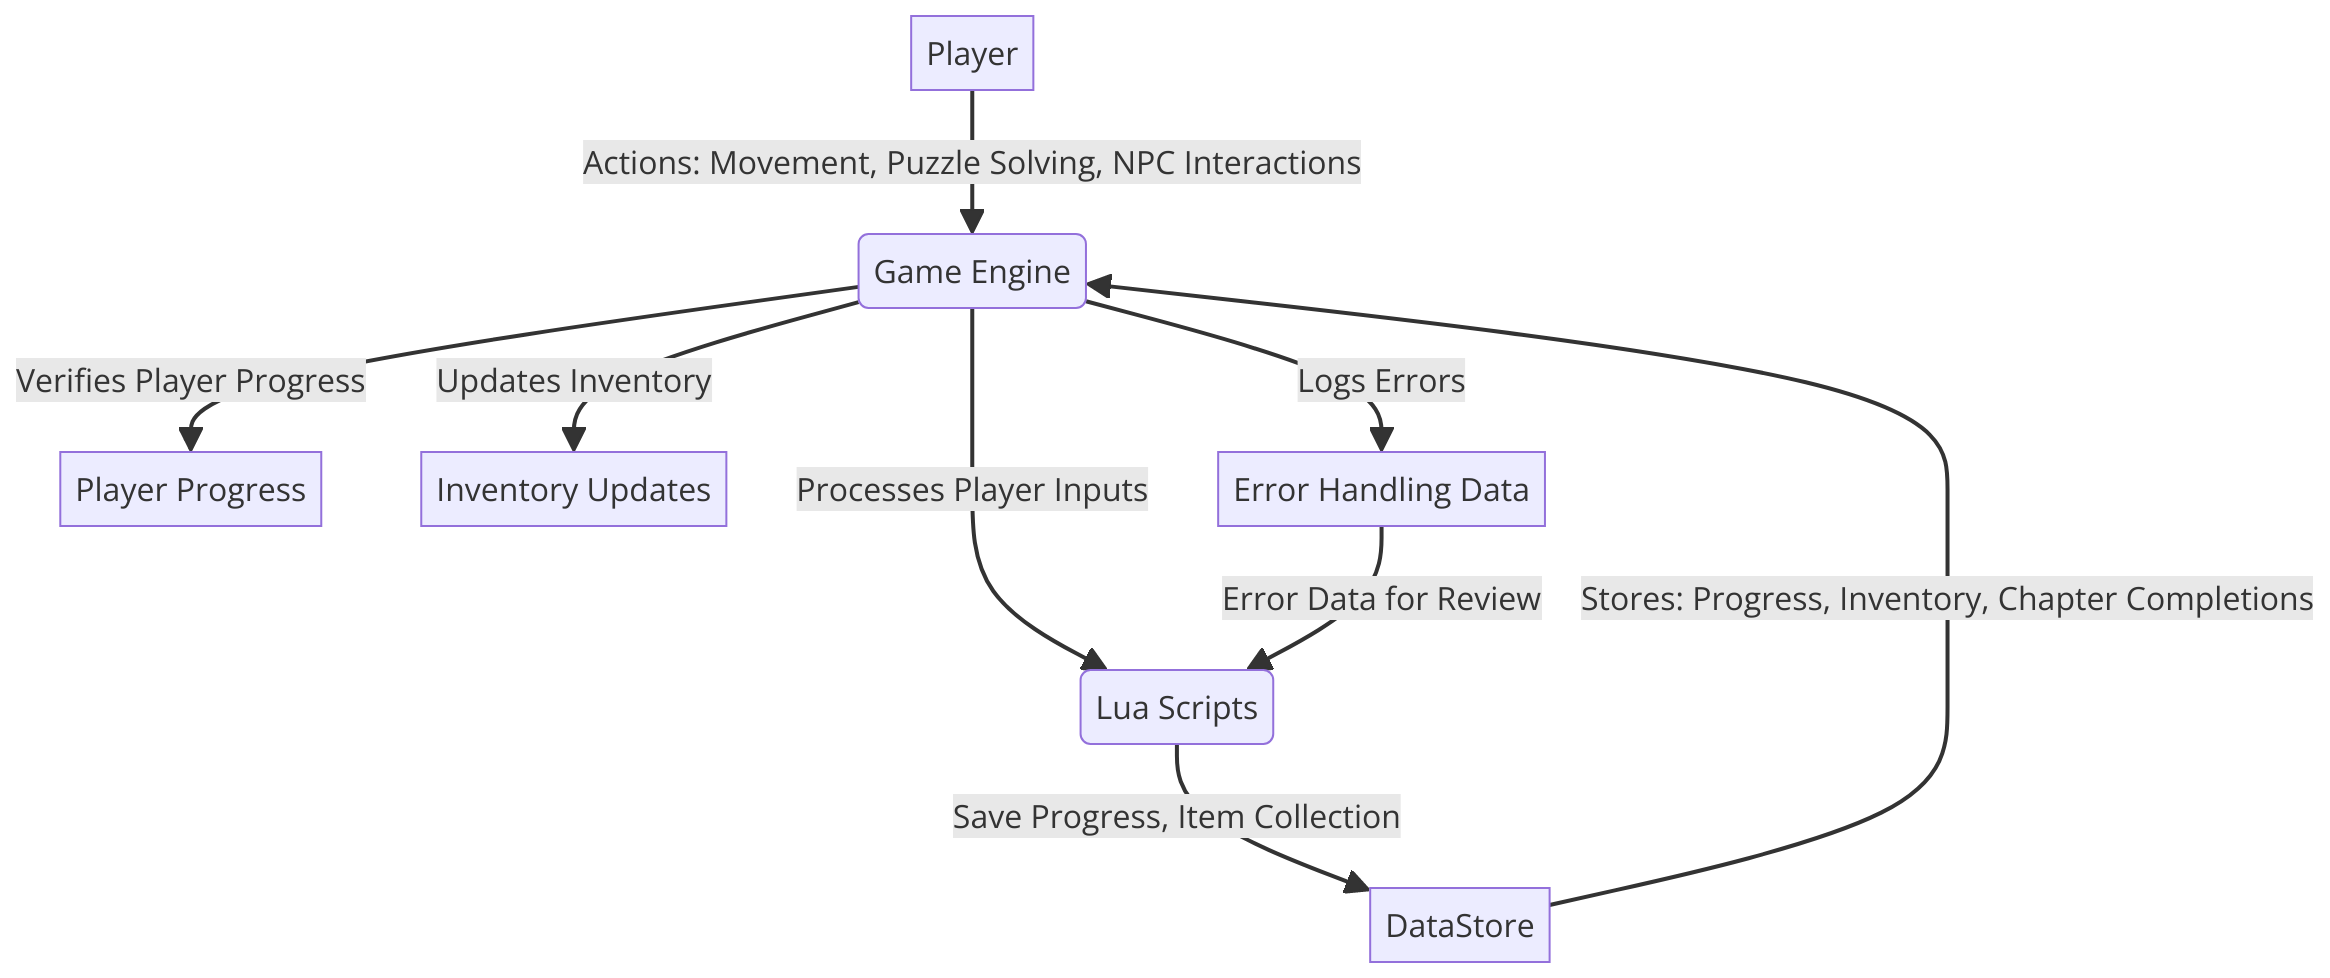 Player
Actions: Movement, Puzzle Solving, NPC Interactions
Game Engine
Verifies Player Progress
Updates Inventory
Logs Errors
Player Progress
Inventory Updates
Processes Player Inputs
Error Handling Data
Error Data for Review
Stores: Progress, Inventory, Chapter Completions
Lua Scripts
Save Progress, Item Collection
DataStore